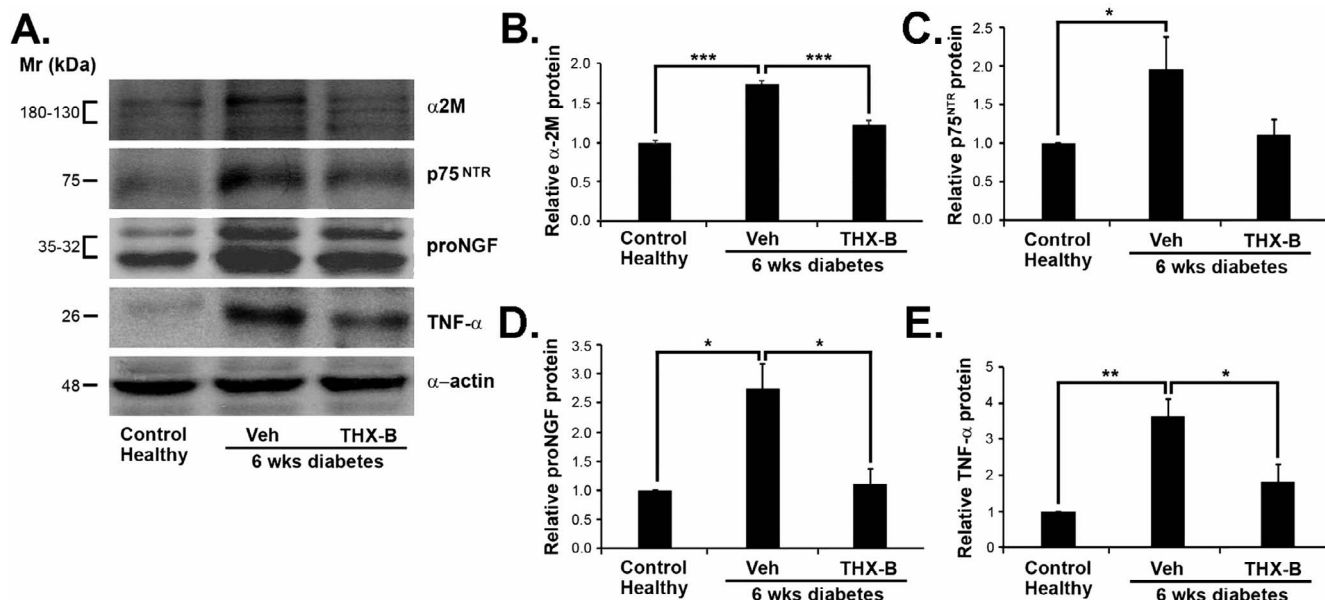 A.
Mr (kDa)
180-130
α2M
75
p75NTR
35-32
proNGF
26
TNF-α
48
α–actin
Control
Healthy
Veh
THX-B
6 wks diabetes
B.
Relative α-2M protein
2.0
1.5
1.0
0.5
0.0
***
***
Control
Healthy
Veh
THX-B
6 wks diabetes
C.
Relative p75NTR protein
2.5
2.0
1.5
1.0
0.5
0.0
*
Control
Healthy
Veh
THX-B
6 wks diabetes
D.
Relative proNGF protein
3.5
3.0
2.5
2.0
1.5
1.0
0.5
0.0
*
*
Control
Healthy
Veh
THX-B
6 wks diabetes
E.
Relative TNF-α protein
5
4
3
2
1
0
**
*
Control
Healthy
Veh
THX-B
6 wks diabetes